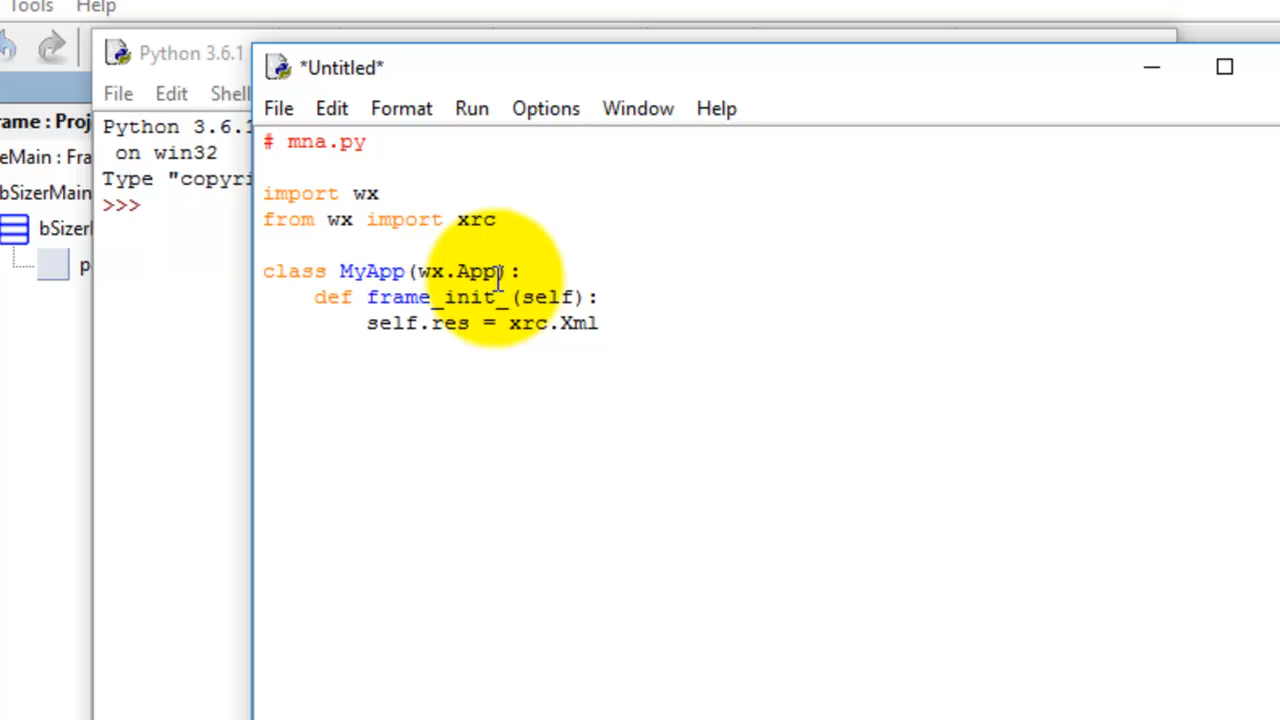 Tools Help
Python 3.6.1
*Untitled*
File Edit Shell
File Edit Format Run Options Window Help
rame : Proj
Python 3.6.1
on win32
Type "copyri
>>>
eMain : Fra
bSizerMain
bSizer
p
# mna.py
import wx
from wx import xrc
class MyApp(wx.App):
def frame_init_(self):
self.res = xrc.Xml